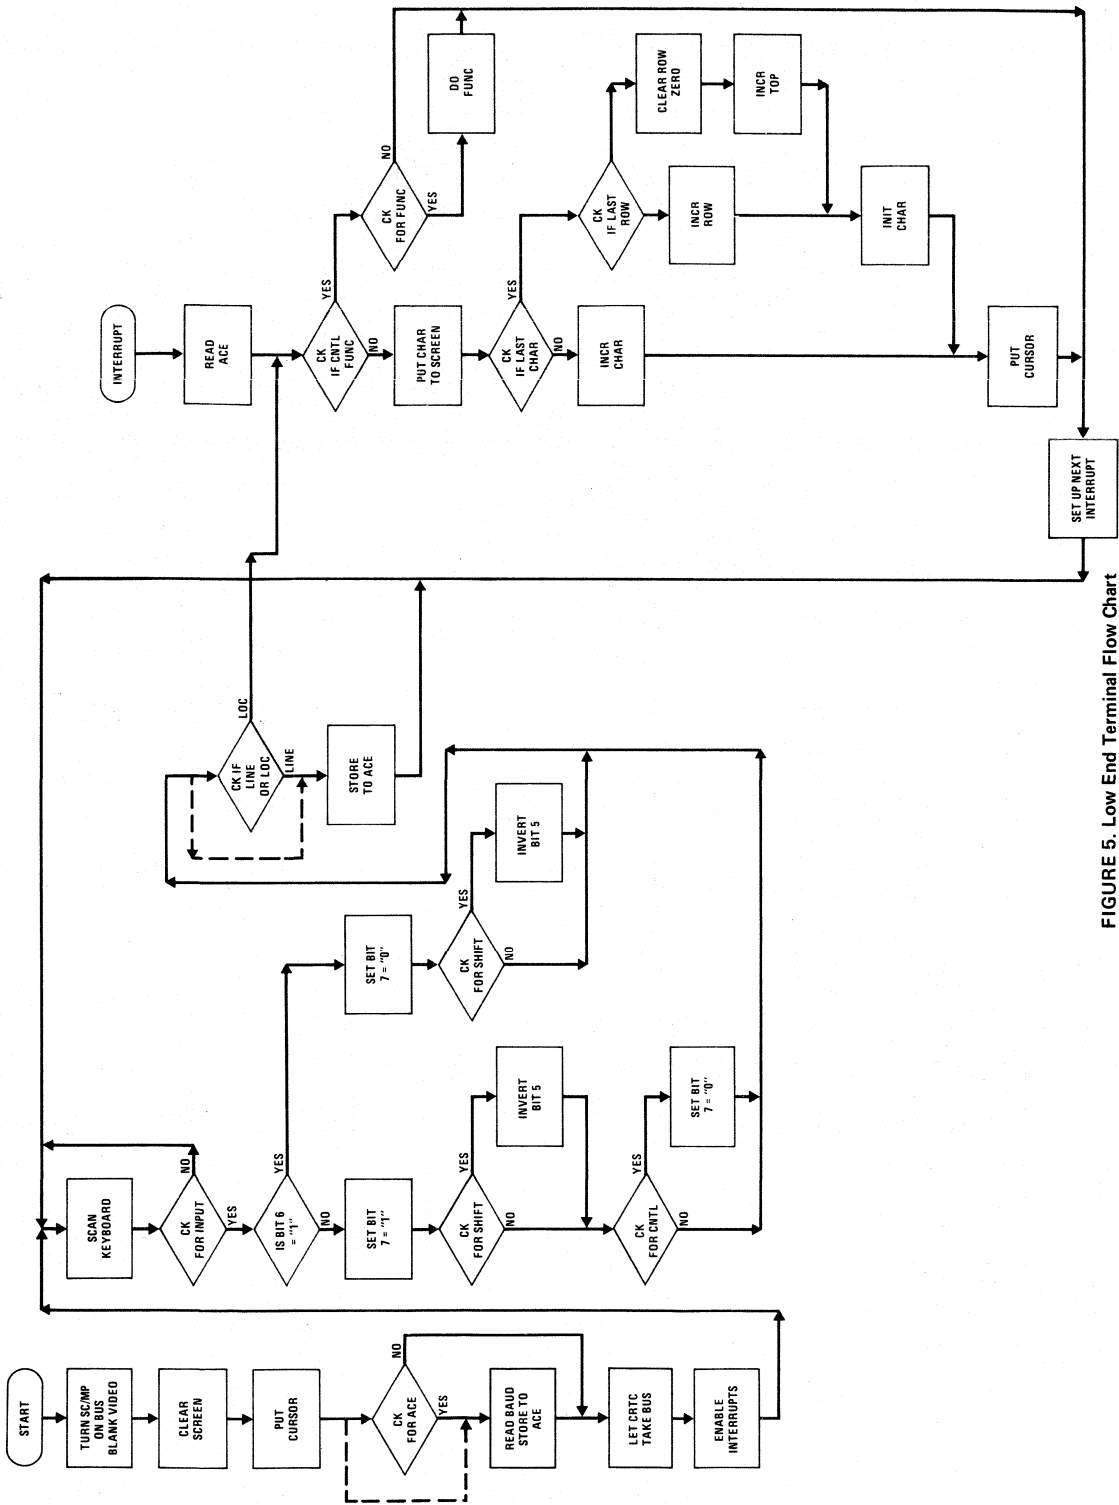 START
TURN SC/MP
ON BUS
BLANK VIDEO
CLEAR
SCREEN
PUT
CURSOR
CK
FOR ACE
NO
YES
READ BAUD
STORE TO
ACE
LET CRTC
TAKE BUS
ENABLE
INTERRUPTS
SCAN
KEYBOARD
CK
FOR INPUT
NO
YES
IS BIT 6
= "1"
YES
NO
SET BIT
7 = "1"
CK
FOR SHIFT
YES
NO
INVERT
BIT 5
CK
FOR CNTL
YES
NO
SET BIT
7 = "0"
SET BIT
7 = "0"
CK
FOR SHIFT
YES
NO
INVERT
BIT 5
CK IF
LINE
OR LOC
LOC
LINE
STORE
TO ACE
INTERRUPT
READ
ACE
CK
IF CNTL
FUNC
YES
NO
CK
FOR FUNC
NO
YES
DO
FUNC
PUT CHAR
TO SCREEN
CK
IF LAST
CHAR
YES
NO
INCR
CHAR
CK
IF LAST
ROW
CLEAR ROW
ZERO
INCR
TOP
INCR
ROW
INIT
CHAR
PUT
CURSOR
SET UP NEXT
INTERRUPT
FIGURE 5. Low End Terminal Flow Chart